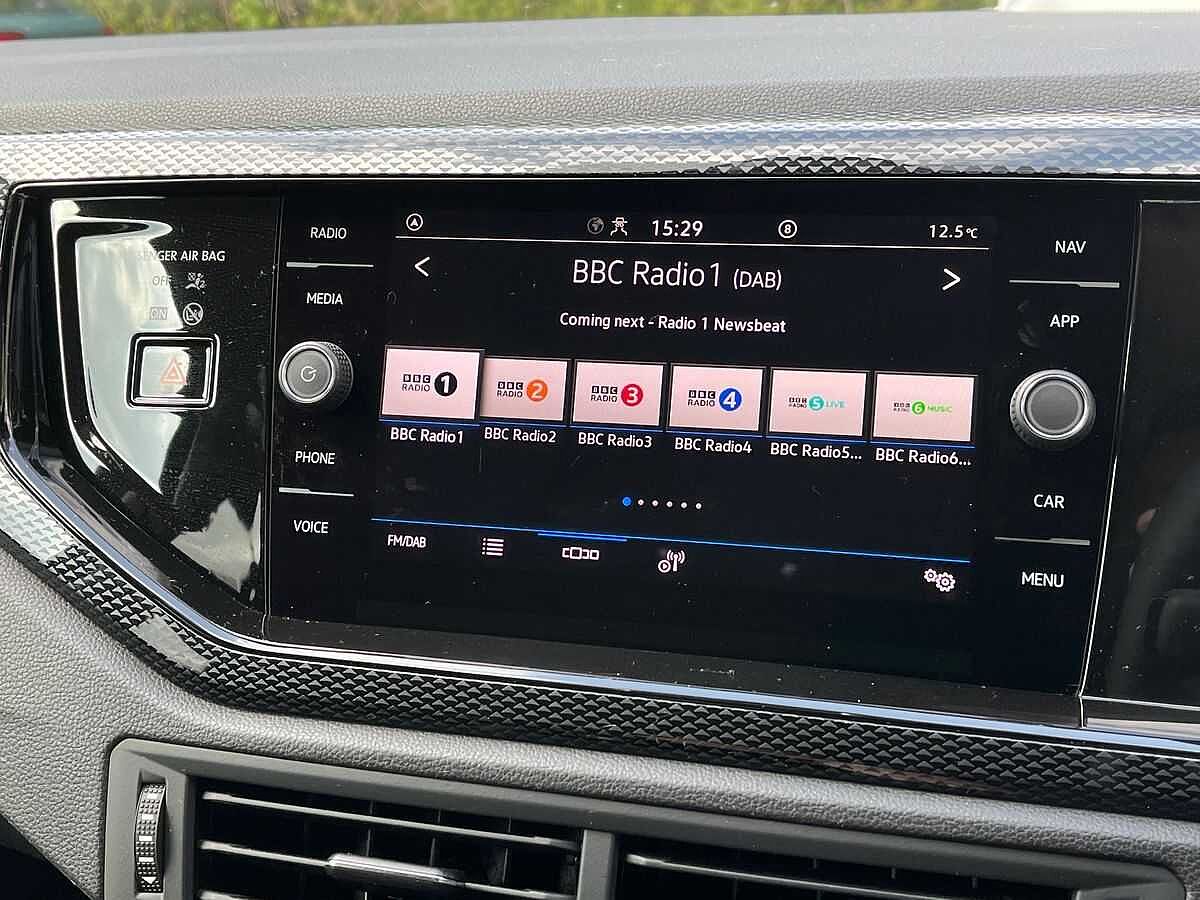 SENGER AIR BAG
OFF
ON
RADIO
MEDIA
PHONE
VOICE
15:29
8
12.5°C
< BBC Radio1 (DAB) >
Coming next - Radio 1 Newsbeat
BBC RADIO 1
BBC RADIO 2
BBC RADIO 3
BBC RADIO 4
BBC RADIO 5 LIVE
BBC RADIO 6 MUSIC
BBC Radio1
BBC Radio2
BBC Radio3
BBC Radio4
BBC Radio5...
BBC Radio6...
FM/DAB
NAV
APP
CAR
MENU